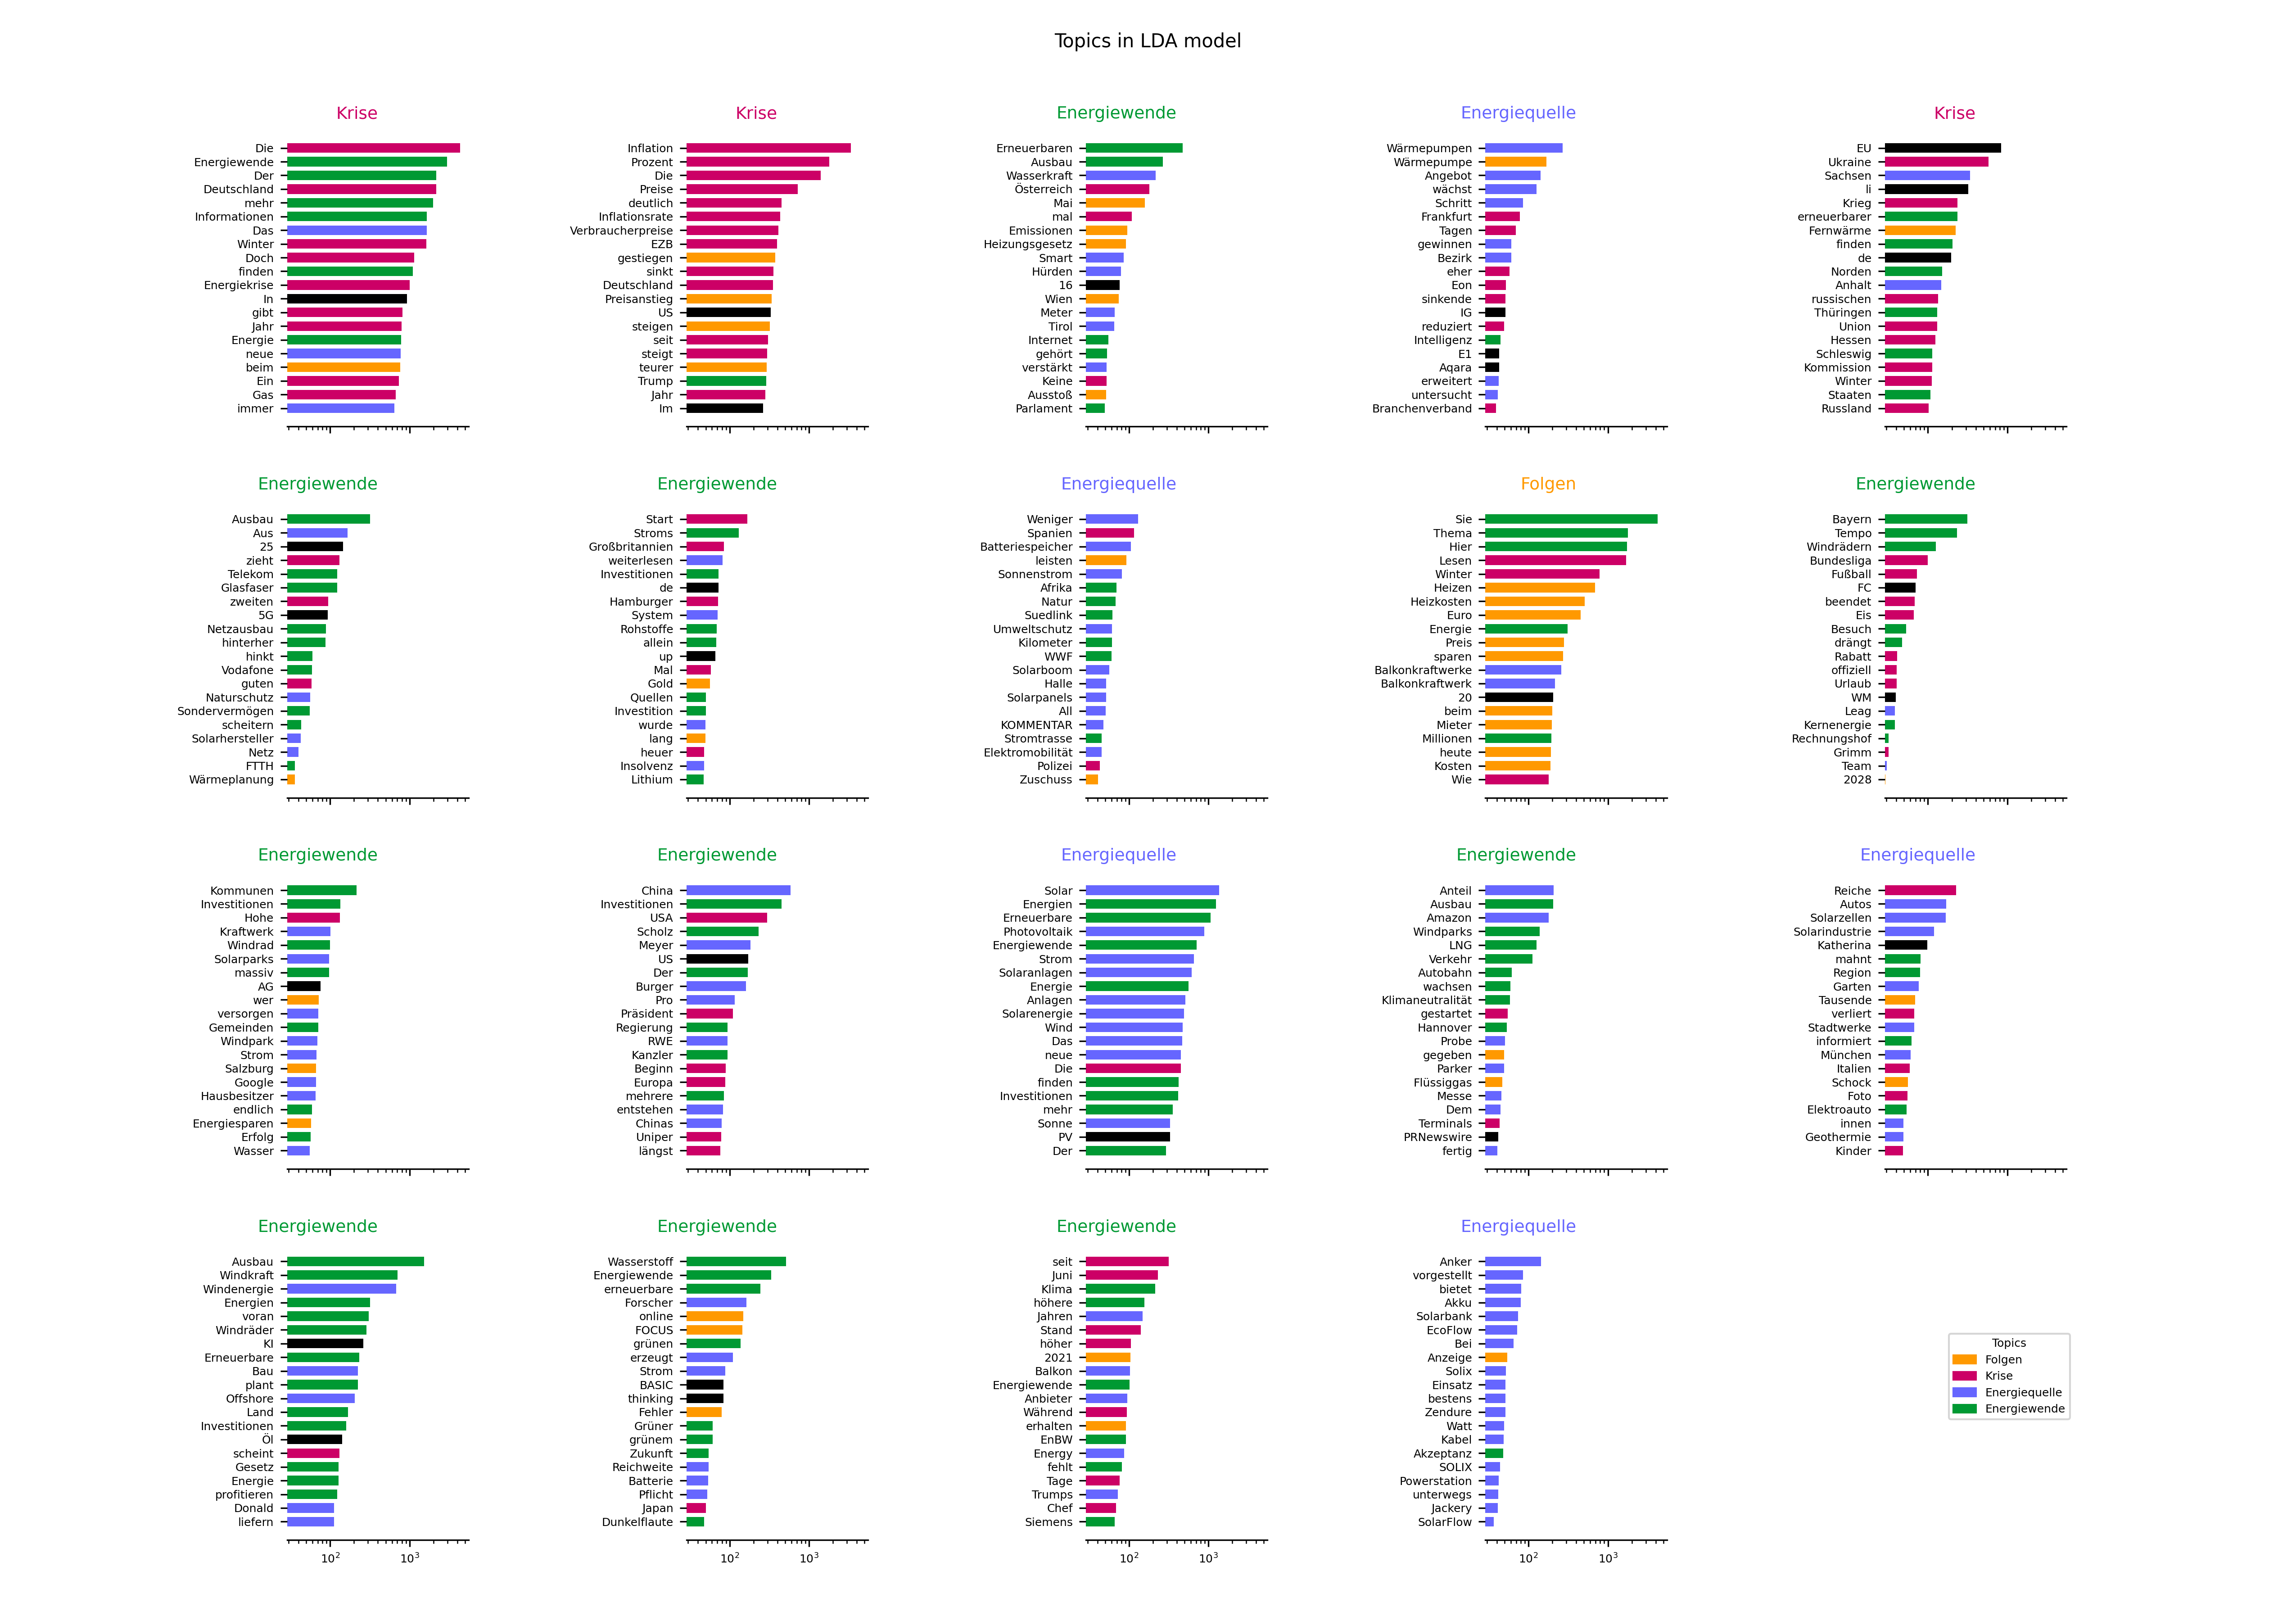 Topics in LDA model
Krise
Die
Energiewende
Der
Deutschland
mehr
Informationen
Das
Winter
Doch
finden
Energiekrise
In
gibt
Jahr
Energie
neue
beim
Ein
Gas
immer
Krise
Inflation
Prozent
Die
Preise
deutlich
Inflationsrate
Verbraucherpreise
EZB
gestiegen
sinkt
Deutschland
Preisanstieg
US
steigen
seit
steigt
teurer
Trump
Jahr
Im
Energiewende
Erneuerbaren
Ausbau
Wasserkraft
Österreich
Mai
mal
Emissionen
Heizungsgesetz
Smart
Hürden
16
Wien
Meter
Tirol
Internet
gehört
verstärkt
Keine
Ausstoß
Parlament
Energiequelle
Wärmepumpen
Wärmepumpe
Angebot
wächst
Schritt
Frankfurt
Tagen
gewinnen
Bezirk
eher
Eon
sinkende
IG
reduziert
Intelligenz
E1
Aqara
erweitert
untersucht
Branchenverband
Krise
EU
Ukraine
Sachsen
li
Krieg
erneuerbarer
Fernwärme
finden
de
Norden
Anhalt
russischen
Thüringen
Union
Hessen
Schleswig
Kommission
Winter
Staaten
Russland
Energiewende
Ausbau
Aus
25
zieht
Telekom
Glasfaser
zweiten
5G
Netzausbau
hinterher
hinkt
Vodafone
guten
Naturschutz
Sondervermögen
scheitern
Solarhersteller
Netz
FTTH
Wärmeplanung
Energiewende
Start
Stroms
Großbritannien
weiterlesen
Investitionen
de
Hamburger
System
Rohstoffe
allein
up
Mal
Gold
Quellen
Investition
wurde
lang
heuer
Insolvenz
Lithium
Energiequelle
Weniger
Spanien
Batteriespeicher
leisten
Sonnenstrom
Afrika
Natur
Suedlink
Umweltschutz
Kilometer
WWF
Solarboom
Halle
Solarpanels
All
KOMMENTAR
Stromtrasse
Elektromobilität
Polizei
Zuschuss
Folgen
Sie
Thema
Hier
Lesen
Winter
Heizen
Heizkosten
Euro
Energie
Preis
sparen
Balkonkraftwerke
Balkonkraftwerk
20
beim
Mieter
Millionen
heute
Kosten
Wie
Energiewende
Bayern
Tempo
Windrädern
Bundesliga
Fußball
FC
beendet
Eis
Besuch
drängt
Rabatt
offiziell
Urlaub
WM
Leag
Kernenergie
Rechnungshof
Grimm
Team
2028
Energiewende
Kommunen
Investitionen
Hohe
Kraftwerk
Windrad
Solarparks
massiv
AG
wer
versorgen
Gemeinden
Windpark
Strom
Salzburg
Google
Hausbesitzer
endlich
Energiesparen
Erfolg
Wasser
Energiewende
China
Investitionen
USA
Scholz
Meyer
US
Der
Burger
Pro
Präsident
Regierung
RWE
Kanzler
Beginn
Europa
mehrere
entstehen
Chinas
Uniper
längst
Energiequelle
Solar
Energien
Erneuerbare
Photovoltaik
Energiewende
Strom
Solaranlagen
Energie
Anlagen
Solarenergie
Wind
Das
neue
Die
finden
Investitionen
mehr
Sonne
PV
Der
Energiewende
Anteil
Ausbau
Amazon
Windparks
LNG
Verkehr
Autobahn
wachsen
Klimaneutralität
gestartet
Hannover
Probe
gegeben
Parker
Flüssiggas
Messe
Dem
Terminals
PRNewswire
fertig
Energiequelle
Reiche
Autos
Solarzellen
Solarindustrie
Katherina
mahnt
Region
Garten
Tausende
verliert
Stadtwerke
informiert
München
Italien
Schock
Foto
Elektroauto
innen
Geothermie
Kinder
Energiewende
Ausbau
Windkraft
Windenergie
Energien
voran
Windräder
KI
Erneuerbare
Bau
plant
Offshore
Land
Investitionen
Öl
scheint
Gesetz
Energie
profitieren
Donald
liefern
10² 10³
Energiewende
Wasserstoff
Energiewende
erneuerbare
Forscher
online
FOCUS
grünen
erzeugt
Strom
BASIC
thinking
Fehler
Grüner
grünem
Zukunft
Reichweite
Batterie
Pflicht
Japan
Dunkelflaute
10² 10³
Energiewende
seit
Juni
Klima
höhere
Jahren
Stand
höher
2021
Balkon
Energiewende
Anbieter
Während
erhalten
EnBW
Energy
fehlt
Tage
Trumps
Chef
Siemens
10² 10³
Energiequelle
Anker
vorgestellt
bietet
Akku
Solarbank
EcoFlow
Bei
Anzeige
Solix
Einsatz
bestens
Zendure
Watt
Kabel
Akzeptanz
SOLIX
Powerstation
unterwegs
Jackery
SolarFlow
10² 10³
Topics
Folgen
Krise
Energiequelle
Energiewende